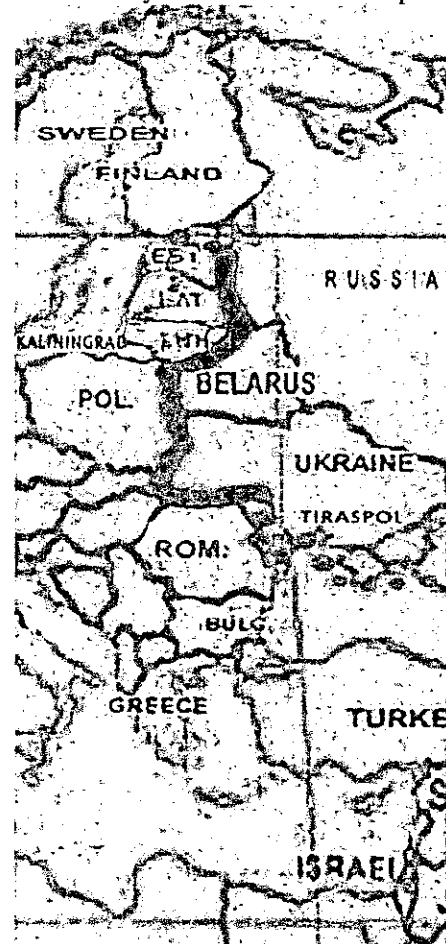 SWEDEN
FINLAND
EST.
RUSSIA
LAT
KALININGRAD
LITH
BELARUS
POL.
UKRAINE
TIRASPOL
ROM.
BULG.
GREECE
TURKE
ISRAEL